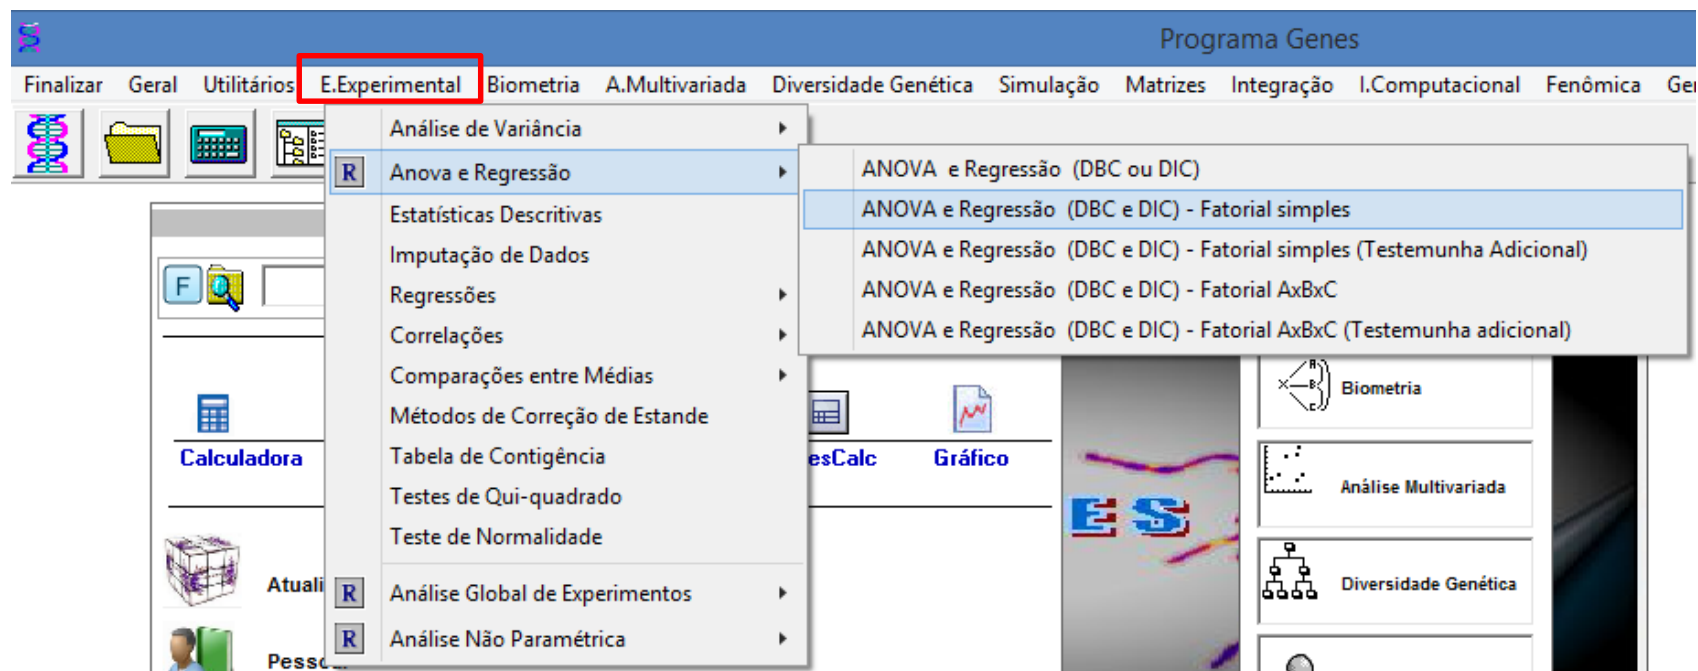 Programa Genes
Finalizar Geral Utilitários E.Experimental Biometria A.Multivariada Diversidade Genética Simulação Matrizes Integração I.Computacional Fenômica Ger
Análise de Variância
R Anova e Regressão
Estatísticas Descritivas
Imputação de Dados
Regressões
Correlações
Comparações entre Médias
Métodos de Correção de Estande
Tabela de Contigência
Testes de Qui-quadrado
Teste de Normalidade
R Análise Global de Experimentos
R Análise Não Paramétrica
ANOVA e Regressão (DBC ou DIC)
ANOVA e Regressão (DBC e DIC) - Fatorial simples
ANOVA e Regressão (DBC e DIC) - Fatorial simples (Testemunha Adicional)
ANOVA e Regressão (DBC e DIC) - Fatorial AxBxC
ANOVA e Regressão (DBC e DIC) - Fatorial AxBxC (Testemunha adicional)
F
Calculadora
esCalc Gráfico
Atuali
E S
Biometria
Análise Multivariada
Diversidade Genética